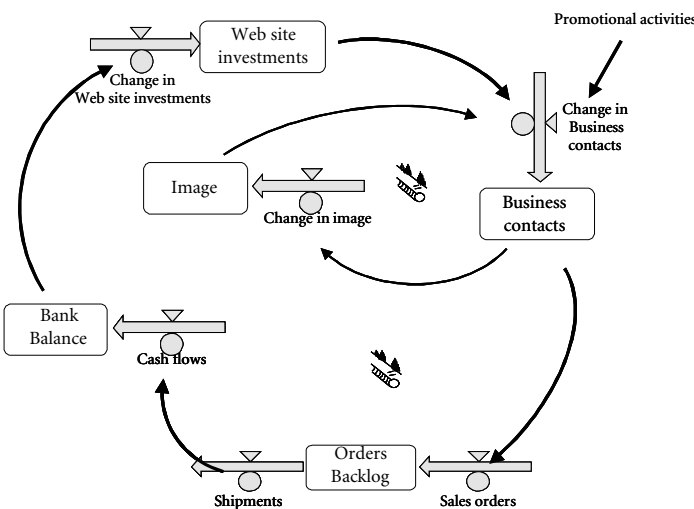 Promotional activities
Web site
investments
Change in
Web site investments
Change in
Business
contacts
Image
Change in image
Business
contacts
Bank
Balance
Cash flows
Orders
Backlog
Shipments
Sales orders